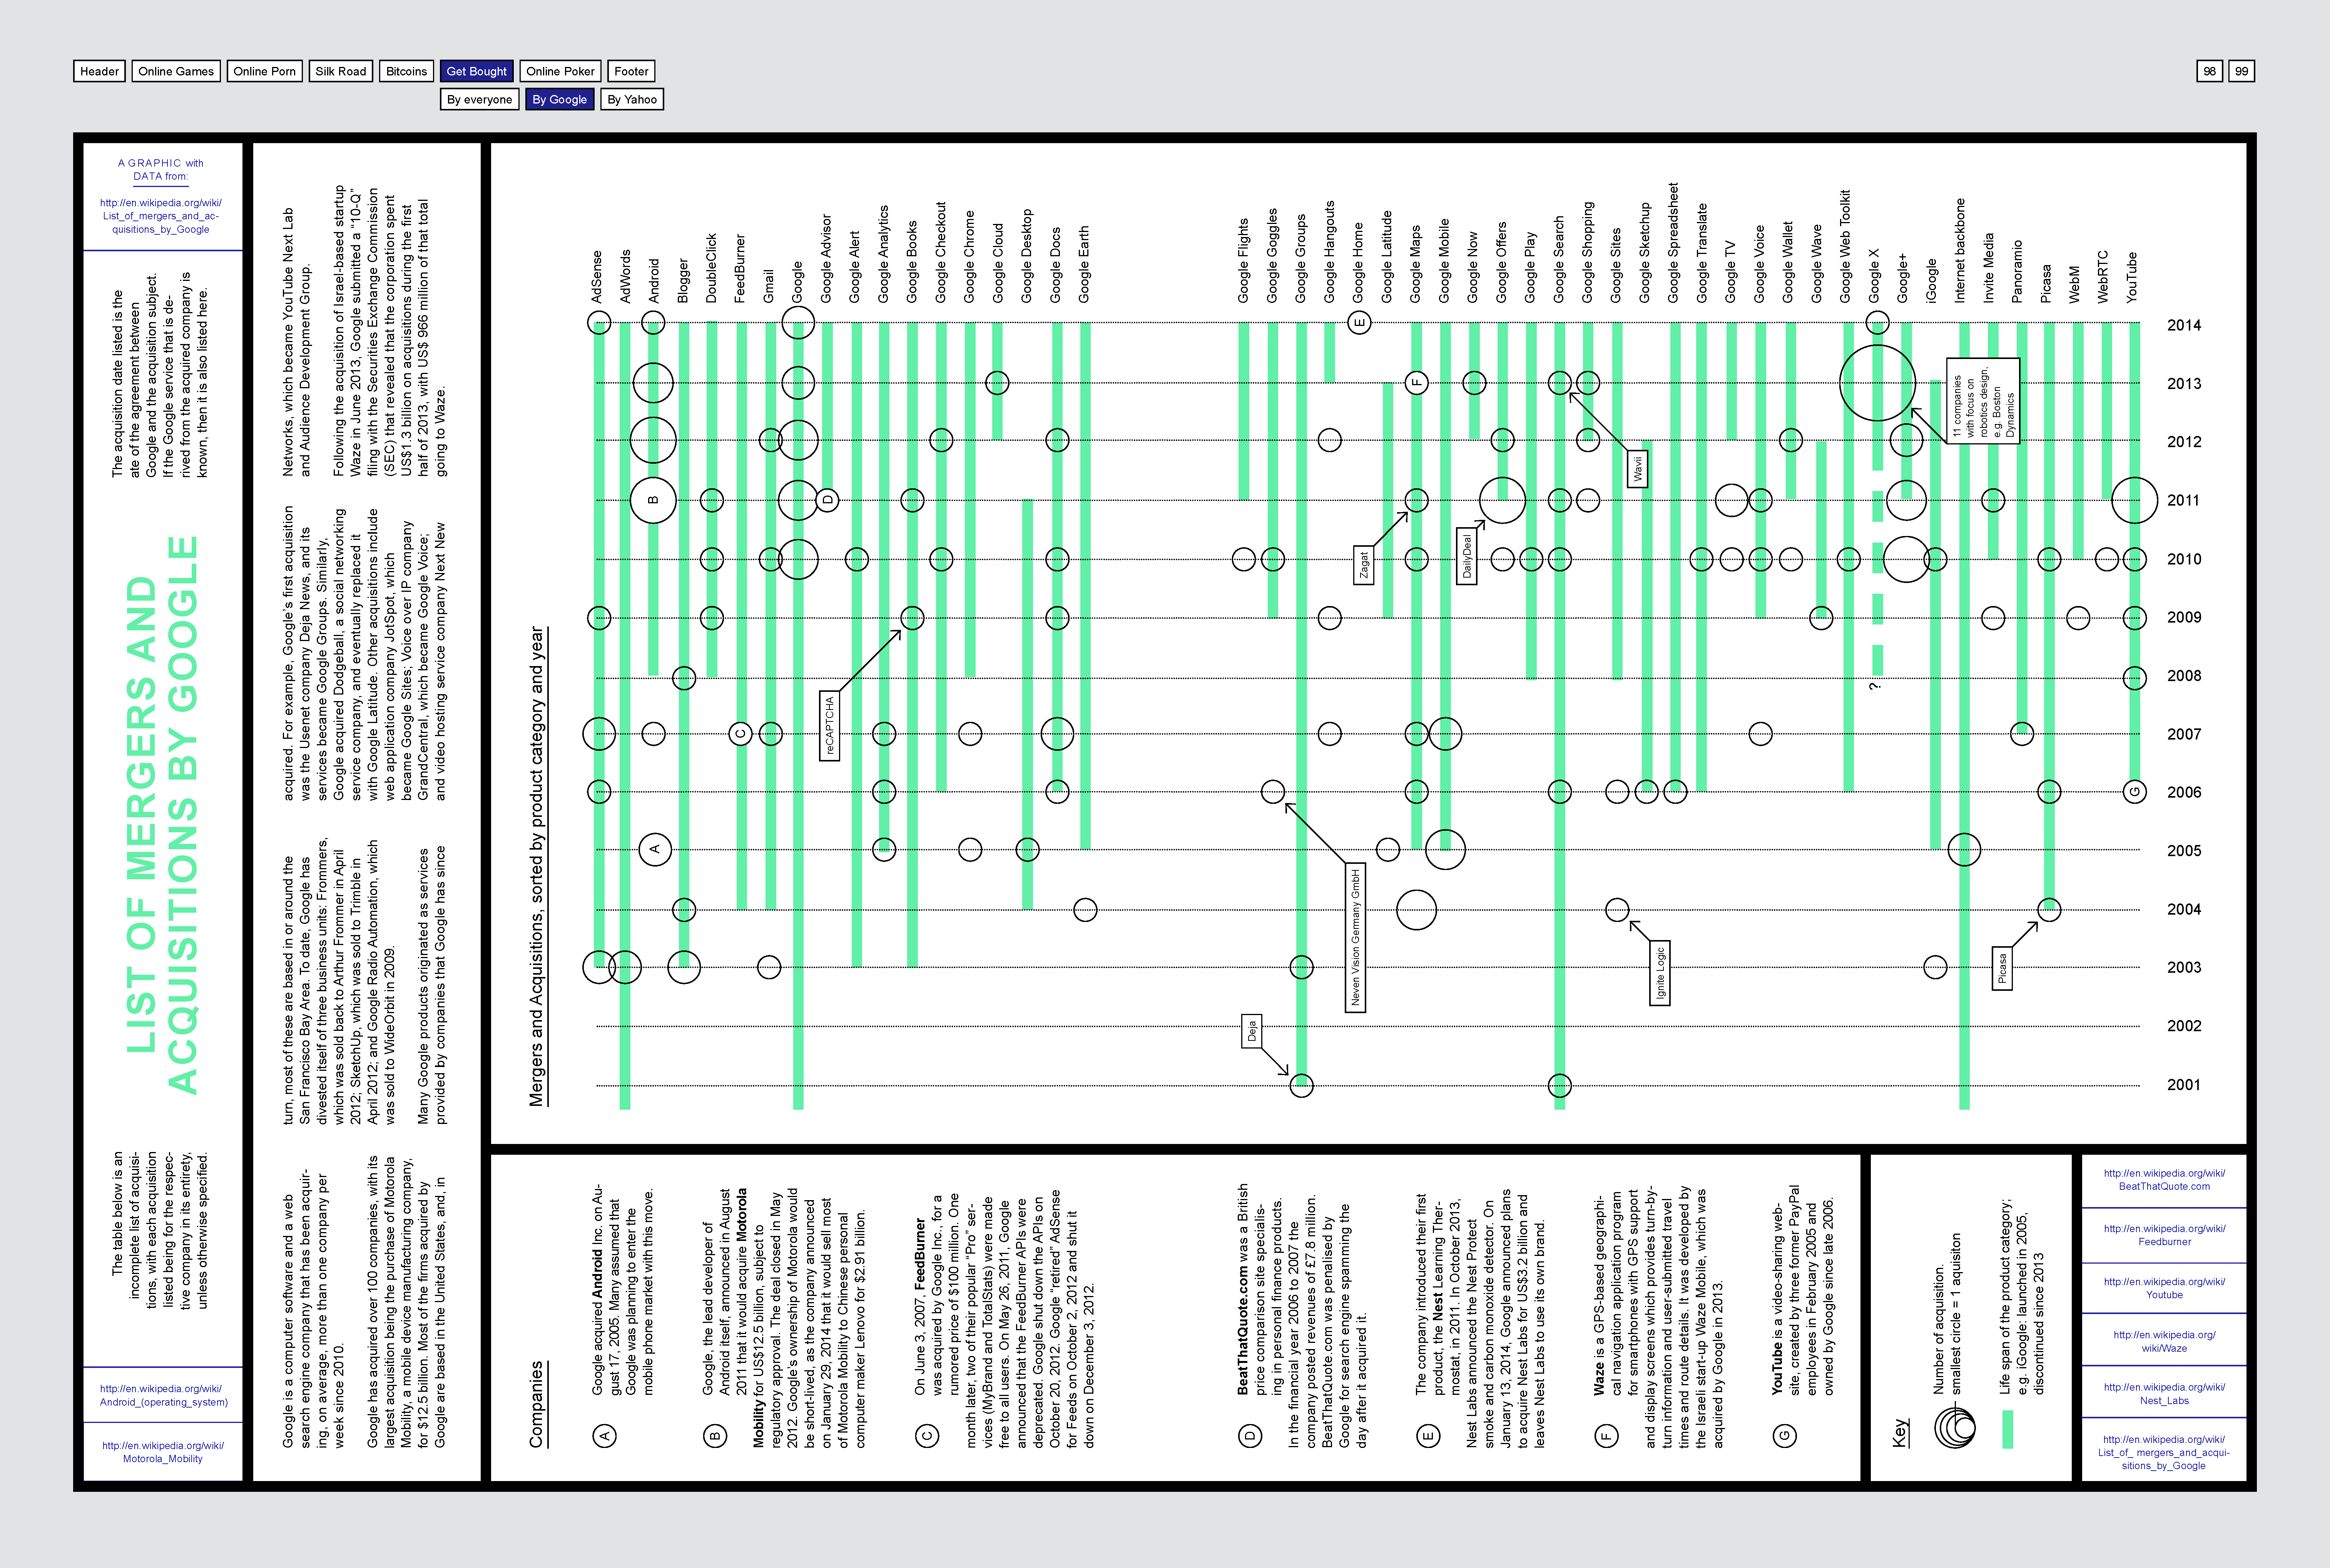 Header
Online Games
Online Porn
Silk Road
Bitcoins
Get Bought
Online Poker
Footer
98
99
By everyone
By Google
By Yahoo
A GRAPHIC with
DATA from:
http://en.wikipedia.org/wiki/
List_of_mergers_and_ac-
quisitions_by_Google
LIST OF MERGERS AND
ACQUISITIONS BY GOOGLE
The table below is an
incomplete list of acquisi-
tions, with each acquisition
listed being for the respec-
tive company in its entirety,
unless otherwise specified.
The acquisition date listed is the
ate of the agreement between
Google and the acquisition subject.
If the Google service that is de-
rived from the acquired company is
known, then it is also listed here.
http://en.wikipedia.org/wiki/
Android_(operating_system)
http://en.wikipedia.org/wiki/
Motorola_Mobility
Google is a computer software and a web
search engine company that has been acquir-
ing, on average, more than one company per
week since 2010.
Google has acquired over 100 companies, with its
largest acquisition being the purchase of Motorola
Mobility, a mobile device manufacturing company,
for $12.5 billion. Most of the firms acquired by
Google are based in the United States, and, in
turn, most of these are based in or around the
San Francisco Bay Area. To date, Google has
divested itself of three business units: Frommers,
which was sold back to Arthur Frommer in April
2012; SketchUp, which was sold to Trimble in
April 2012; and Google Radio Automation, which
was sold to WideOrbit in 2009.
Many Google products originated as services
provided by companies that Google has since
acquired. For example, Google's first acquisition
was the Usenet company Deja News, and its
services became Google Groups. Similarly,
Google acquired Dodgeball, a social networking
service company, and eventually replaced it
with Google Latitude. Other acquisitions include
web application company JotSpot, which
became Google Sites; Voice over IP company
GrandCentral, which became Google Voice;
and video hosting service company Next New
Networks, which became YouTube Next Lab
and Audience Development Group.
Following the acquisition of Israel-based startup
Waze in June 2013, Google submitted a "10-Q"
filing with the Securities Exchange Commission
(SEC) that revealed that the corporation spent
US$1.3 billion on acquisitions during the first
half of 2013, with US$ 966 million of that total
going to Waze.
Mergers and Acquisitions, sorted by product category and year
AdSense
AdWords
Android
Blogger
DoubleClick
FeedBurner
Gmail
Google
Google Advisor
Google Alert
Google Analytics
Google Books
Google Checkout
Google Chrome
Google Cloud
Google Desktop
Google Docs
Google Earth
Google Flights
Google Goggles
Google Groups
Google Hangouts
Google Home
Google Latitude
Google Maps
Google Mobile
Google Now
Google Offers
Google Play
Google Search
Google Shopping
Google Sites
Google Sketchup
Google Spreadsheet
Google Translate
Google TV
Google Voice
Google Wallet
Google Wave
Google Web Toolkit
Google X
Google+
iGoogle
Internet backbone
Invite Media
Panoramio
Picasa
WebM
WebRTC
YouTube
2014
2013
2012
2011
2010
2009
2008
2007
2006
2005
2004
2003
2002
2001
A
B
C
D
E
F
G
?
reCAPTCHA
Deja
Neven Vision Germany GmbH
Zagat
DailyDeal
Wavii
Ignite Logic
Picasa
11 companies
with focus on
robotics design,
e.g. Boston
Dynamics
Companies
A
Google acquired Android Inc. on Au-
gust 17, 2005. Many assumed that
Google was planning to enter the
mobile phone market with this move.
B
Google, the lead developer of
Android itself, announced in August
2011 that it would acquire Motorola
Mobility for US$12.5 billion, subject to
regulatory approval. The deal closed in May
2012. Google's ownership of Motorola would
be short-lived, as the company announced
on January 29, 2014 that it would sell most
of Motorola Mobility to Chinese personal
computer maker Lenovo for $2.91 billion.
C
On June 3, 2007, FeedBurner
was acquired by Google Inc., for a
rumored price of $100 million. One
month later, two of their popular "Pro" ser-
vices (MyBrand and TotalStats) were made
free to all users. On May 26, 2011, Google
announced that the FeedBurner APIs were
deprecated. Google shut down the APIs on
October 20, 2012. Google "retired" AdSense
for Feeds on October 2, 2012 and shut it
down on December 3, 2012.
D
BeatThatQuote.com was a British
price comparison site specialis-
ing in personal finance products.
In the financial year 2006 to 2007 the
company posted revenues of £7.8 million.
BeatThatQuote.com was penalised by
Google for search engine spamming the
day after it acquired it.
E
The company introduced their first
product, the Nest Learning Ther-
mostat, in 2011. In October 2013,
Nest Labs announced the Nest Protect
smoke and carbon monoxide detector. On
January 13, 2014, Google announced plans
to acquire Nest Labs for US$3.2 billion and
leaves Nest Labs to use its own brand.
F
Waze is a GPS-based geographi-
cal navigation application program
for smartphones with GPS support
and display screens which provides turn-by-
turn information and user-submitted travel
times and route details. It was developed by
the Israeli start-up Waze Mobile, which was
acquired by Google in 2013.
G
YouTube is a video-sharing web-
site, created by three former PayPal
employees in February 2005 and
owned by Google since late 2006.
Key
Number of acquisition.
smallest circle = 1 aquisiton
Life span of the product category;
e.g. iGoogle: launched in 2005,
discontinued since 2013
http://en.wikipedia.org/wiki/
BeatThatQuote.com
http://en.wikipedia.org/wiki/
Feedburner
http://en.wikipedia.org/wiki/
Youtube
http://en.wikipedia.org/
wiki/Waze
http://en.wikipedia.org/wiki/
Nest_Labs
http://en.wikipedia.org/wiki/
List_of_ mergers_and_acqui-
sitions_by_Google